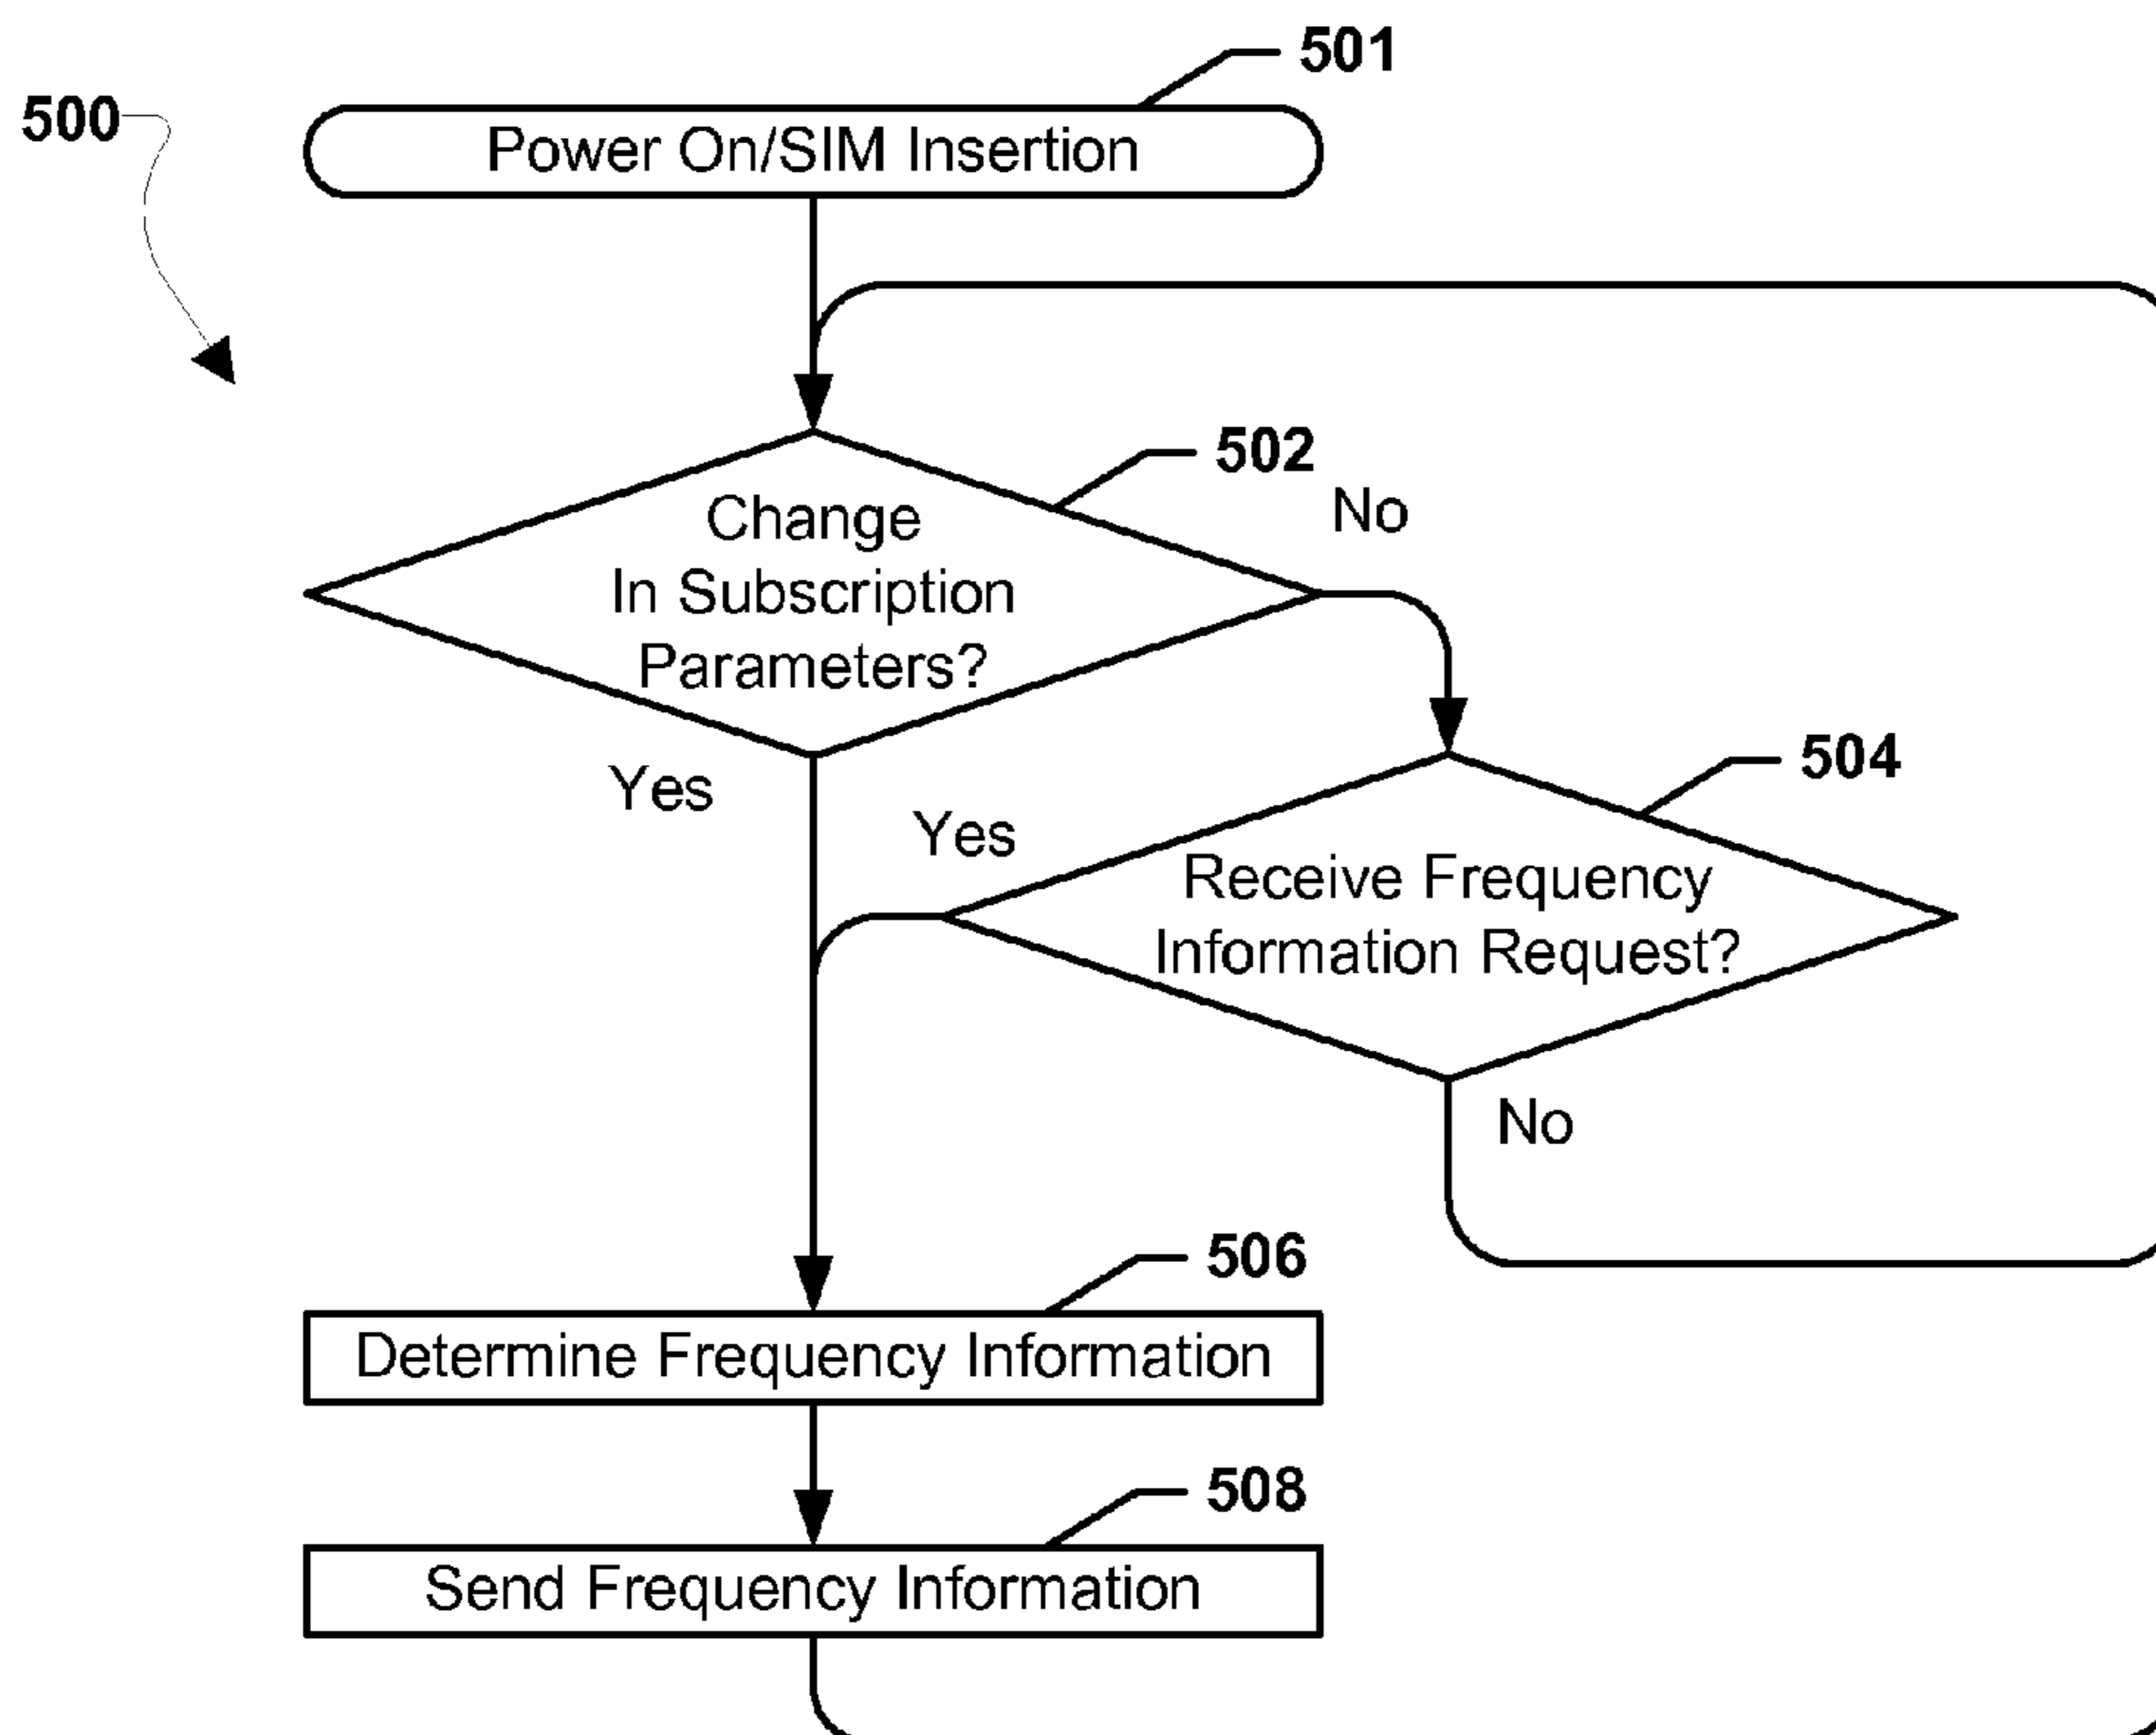 501
500
Power On/SIM Insertion
502
No
Change
In Subscription
Parameters?
504
Yes
Yes
Receive Frequency
Information Request?
No
506
Determine Frequency Information
508
Send Frequency Information